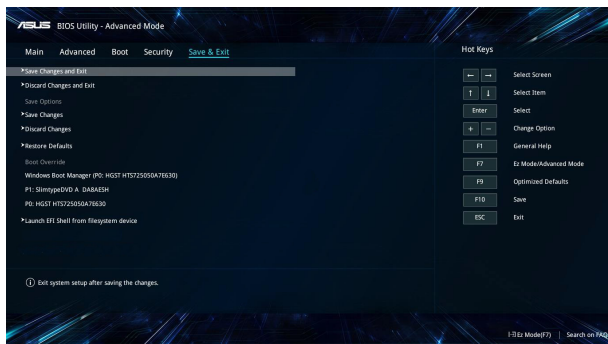 ASUS BIOS Utility - Advanced Mode
Main Advanced Boot Security Save & Exit
Hot Keys
Save Changes and Exit
Discard Changes and Exit
Save Options
Save Changes
Discard Changes
Restore Defaults
Boot Override
Windows Boot Manager (P0: HGST HTS725050A7E630)
P1: SlimtypeDVD A DA8AESH
P0: HGST HTS725050A7E630
Launch EFI Shell from filesystem device
← → Select Screen
↑ ↓ Select Item
Enter Select
+ − Change Option
F1 General Help
F7 Ez Mode/Advanced Mode
F9 Optimized Defaults
F10 Save
ESC Exit
Exit system setup after saving the changes.
Ez Mode(F7) | Search on FAQ